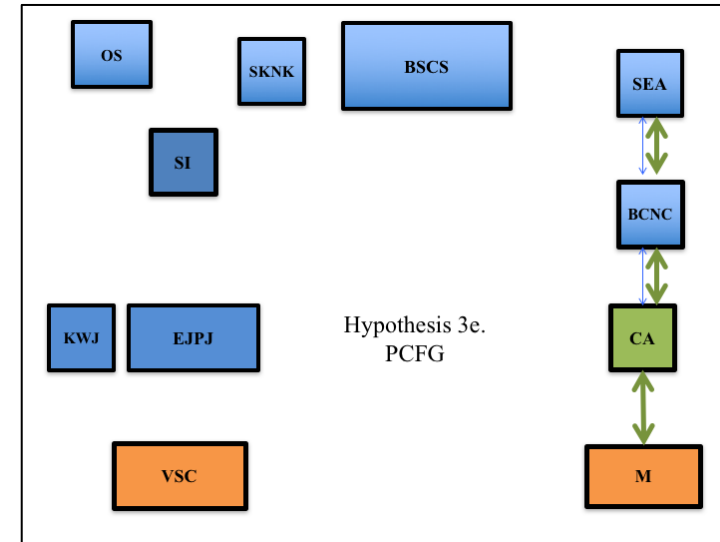 OS
SKNK
BSCS
SEA
SI
BCNC
KWJ
EJPJ
Hypothesis 3e.
PCFG
CA
VSC
M